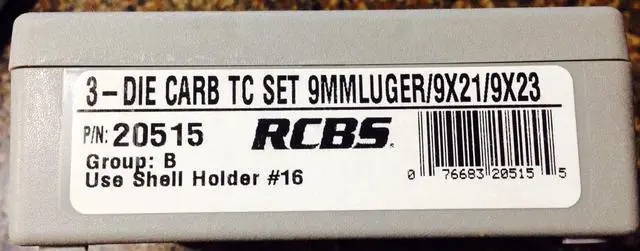 3-DIE CARB TC SET 9MMLUGER/9X21/9X23
P/N: 20515
RCBS.
Group: B
Use Shell Holder #16
0 76683 20515 5